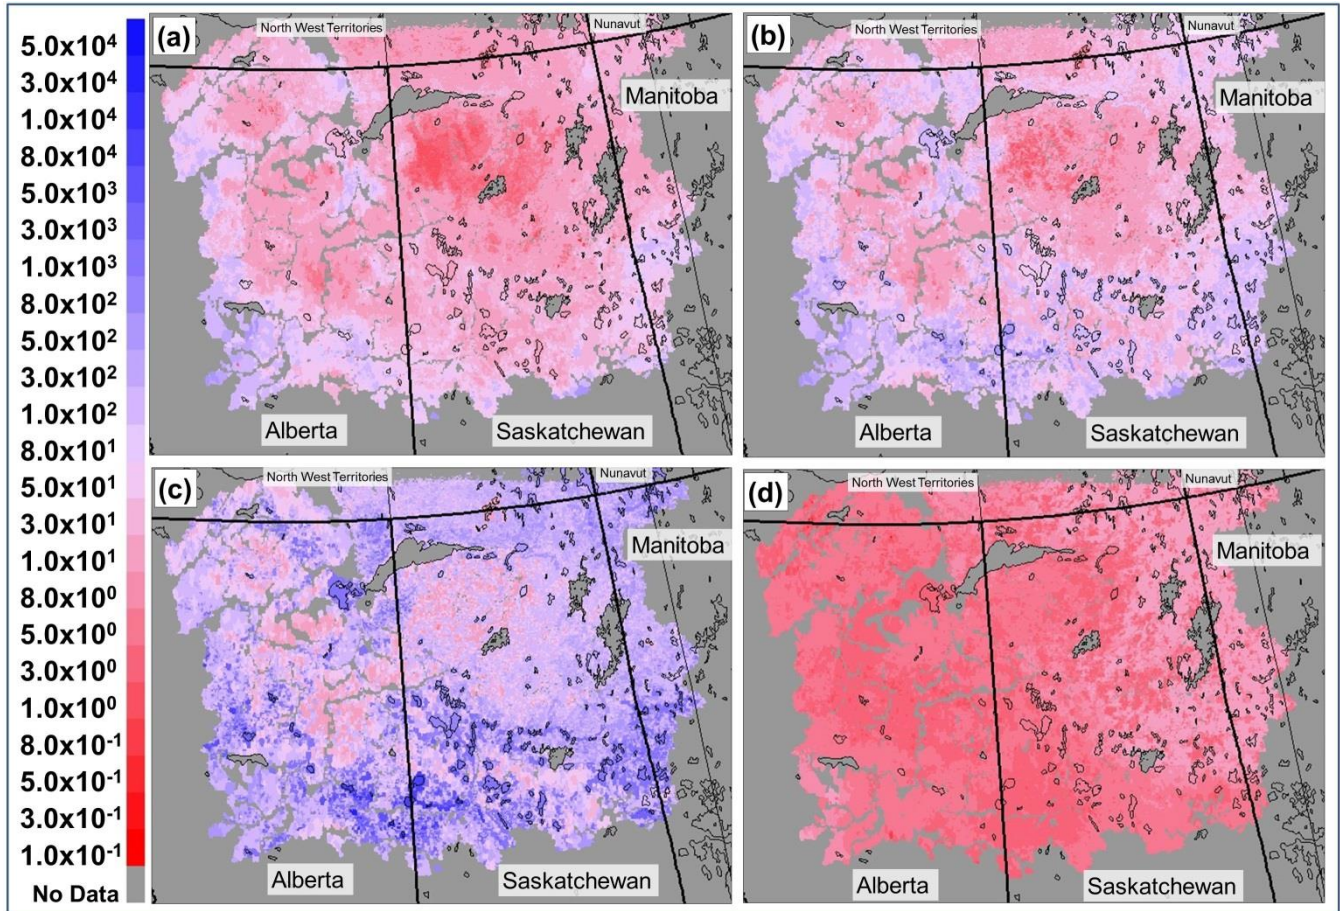 5.0x10⁴
3.0x10⁴
1.0x10⁴
8.0x10⁴
5.0x10³
3.0x10³
1.0x10³
8.0x10²
5.0x10²
3.0x10²
1.0x10²
8.0x10¹
5.0x10¹
3.0x10¹
1.0x10¹
8.0x10⁰
5.0x10⁰
3.0x10⁰
1.0x10⁰
8.0x10⁻¹
5.0x10⁻¹
3.0x10⁻¹
1.0x10⁻¹
No Data
(a)
North West Territories
Nunavut
Manitoba
Alberta
Saskatchewan
(b)
North West Territories
Nunavut
Manitoba
Alberta
Saskatchewan
(c)
North West Territories
Nunavut
Manitoba
Alberta
Saskatchewan
(d)
North West Territories
Nunavut
Manitoba
Alberta
Saskatchewan